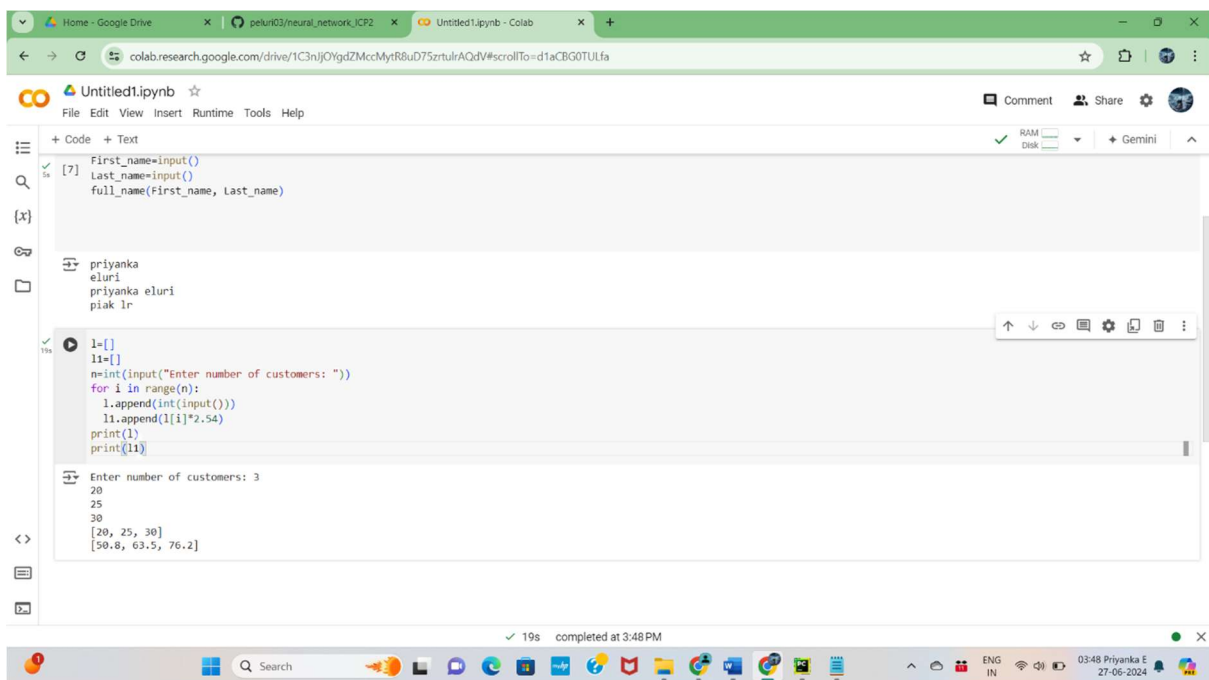 Home - Google Drive
peluri03/neural_network_ICP2
Untitled1.ipynb - Colab
colab.research.google.com/drive/1C3nJjOYgdZMccMytR8uD75zrtulrAQdV#scrollTo=d1aCBG0TULfa
Untitled1.ipynb
Comment Share
File Edit View Insert Runtime Tools Help
+ Code + Text
RAM
Disk
Gemini
[7]
5s
First_name=input()
Last_name=input()
full_name(First_name, Last_name)
{x}
priyanka
eluri
priyanka eluri
piak lr
19s
l=[]
l1=[]
n=int(input("Enter number of customers: "))
for i in range(n):
l.append(int(input()))
l1.append(l[i]*2.54)
print(l)
print(l1)
Enter number of customers: 3
20
25
30
[20, 25, 30]
[50.8, 63.5, 76.2]
19s completed at 3:48 PM
1
Search
ENG
IN
03:48 Priyanka E
27-06-2024